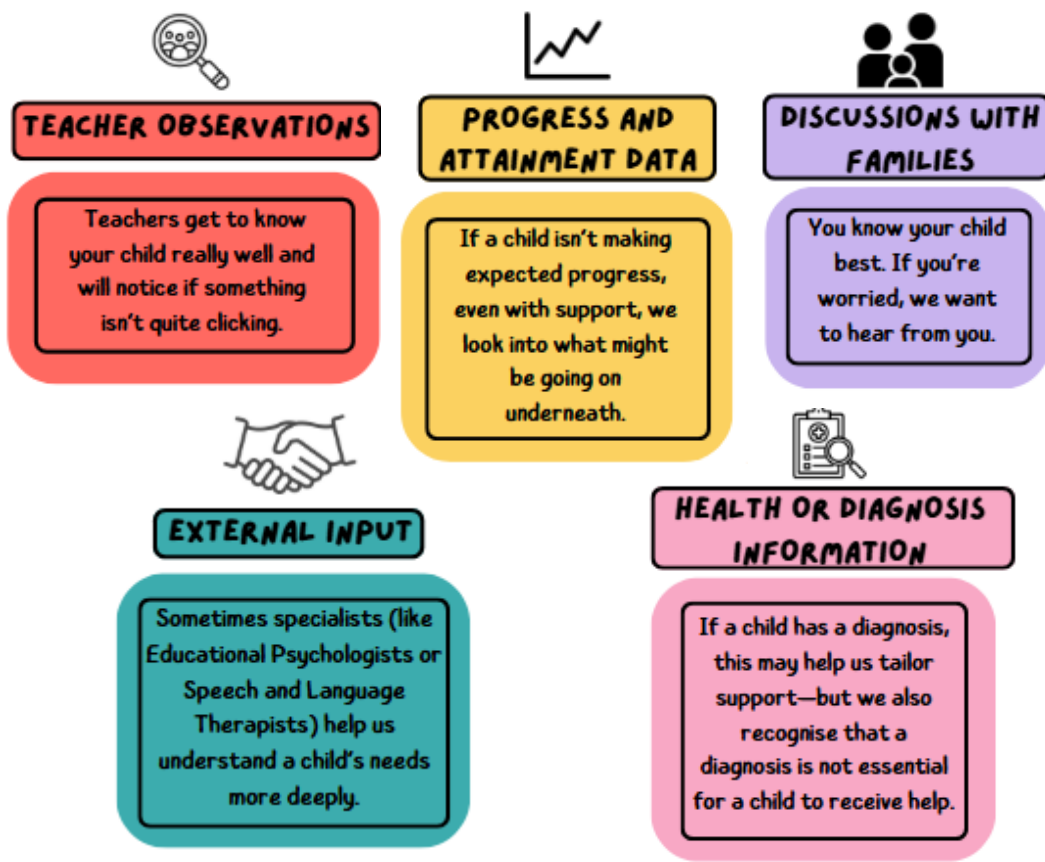 TEACHER OBSERVATIONS
Teachers get to know
your child really well and
will notice if something
isn't quite clicking.
PROGRESS AND
ATTAINMENT DATA
If a child isn't making
expected progress,
even with support, we
look into what might
be going on
underneath.
DISCUSSIONS WITH
FAMILIES
You know your child
best. If you're
worried, we want
to hear from you.
EXTERNAL INPUT
Sometimes specialists (like
Educational Psychologists or
Speech and Language
Therapists) help us
understand a child's needs
more deeply.
HEALTH OR DIAGNOSIS
INFORMATION
If a child has a diagnosis,
this may help us tailor
support—but we also
recognise that a
diagnosis is not essential
for a child to receive help.